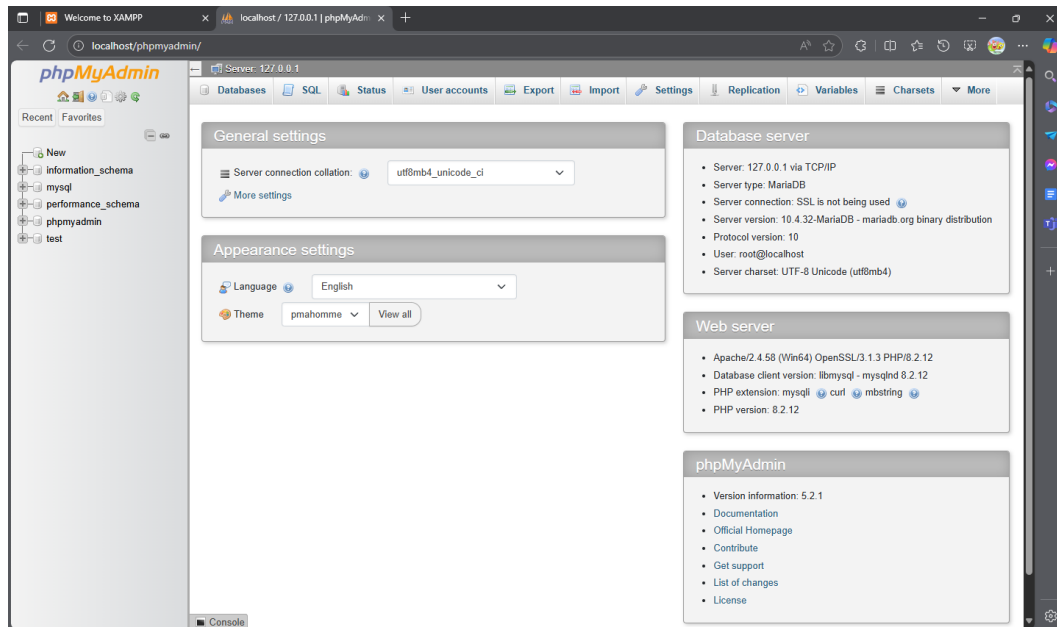 Welcome to XAMPP
localhost / 127.0.0.1 | phpMyAdm
localhost/phpmyadmin/
phpMyAdmin
Recent Favorites
New
information_schema
mysql
performance_schema
phpmyadmin
test
Server: 127.0.0.1
Databases SQL Status User accounts Export Import Settings Replication Variables Charsets More
General settings
Server connection collation: utf8mb4_unicode_ci
More settings
Appearance settings
Language English
Theme pmahomme View all
Database server
Server: 127.0.0.1 via TCP/IP
Server type: MariaDB
Server connection: SSL is not being used
Server version: 10.4.32-MariaDB - mariadb.org binary distribution
Protocol version: 10
User: root@localhost
Server charset: UTF-8 Unicode (utf8mb4)
Web server
Apache/2.4.58 (Win64) OpenSSL/3.1.3 PHP/8.2.12
Database client version: libmysql - mysqlnd 8.2.12
PHP extension: mysqli curl mbstring
PHP version: 8.2.12
phpMyAdmin
Version information: 5.2.1
Documentation
Official Homepage
Contribute
Get support
List of changes
License
Console